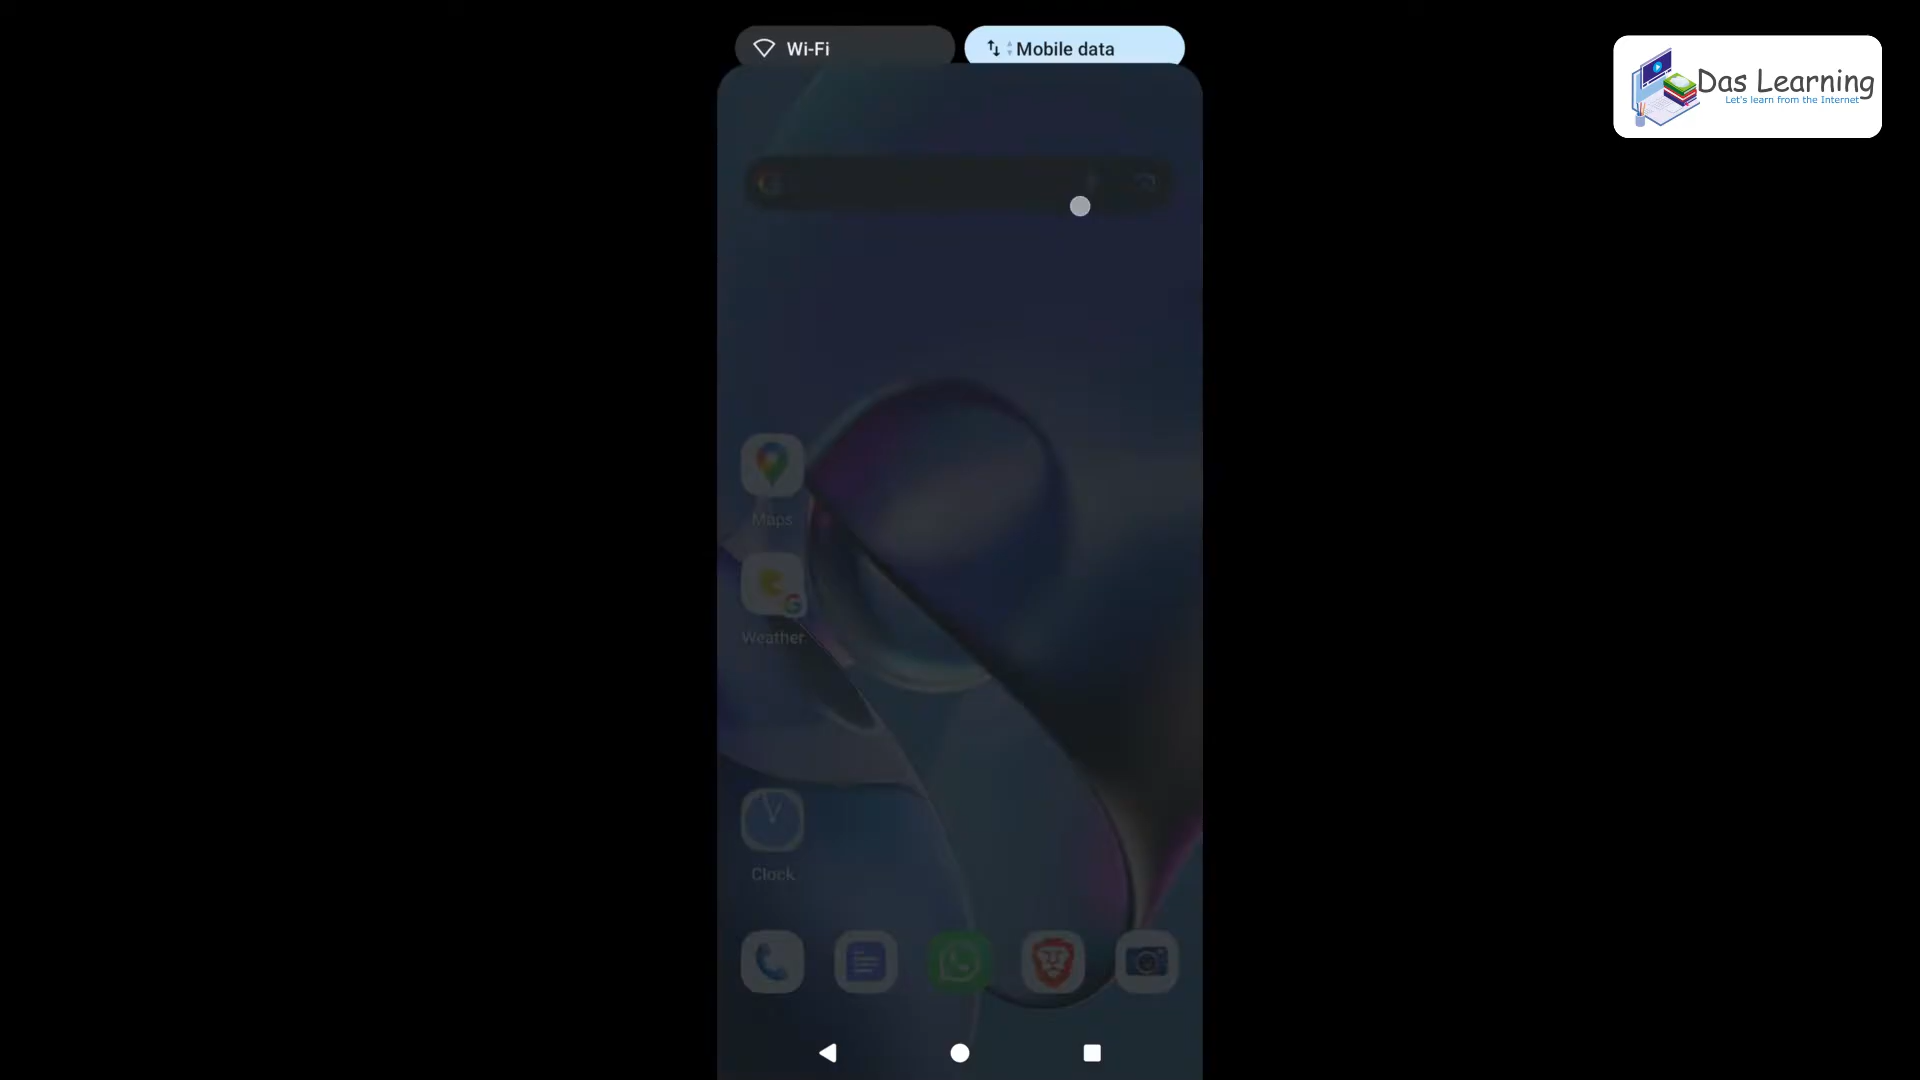 Wi-Fi
Mobile data
Das Learning
Let's learn from the Internet
Maps
Weather
Clock